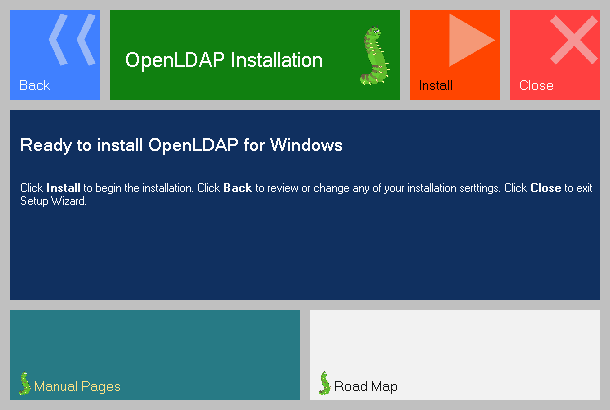 Back
OpenLDAP Installation
Install
Close
Ready to install OpenLDAP for Windows
Click Install to begin the installation. Click Back to review or change any of your installation serttings. Click Close to exit
Setup Wizard.
Manual Pages
Road Map